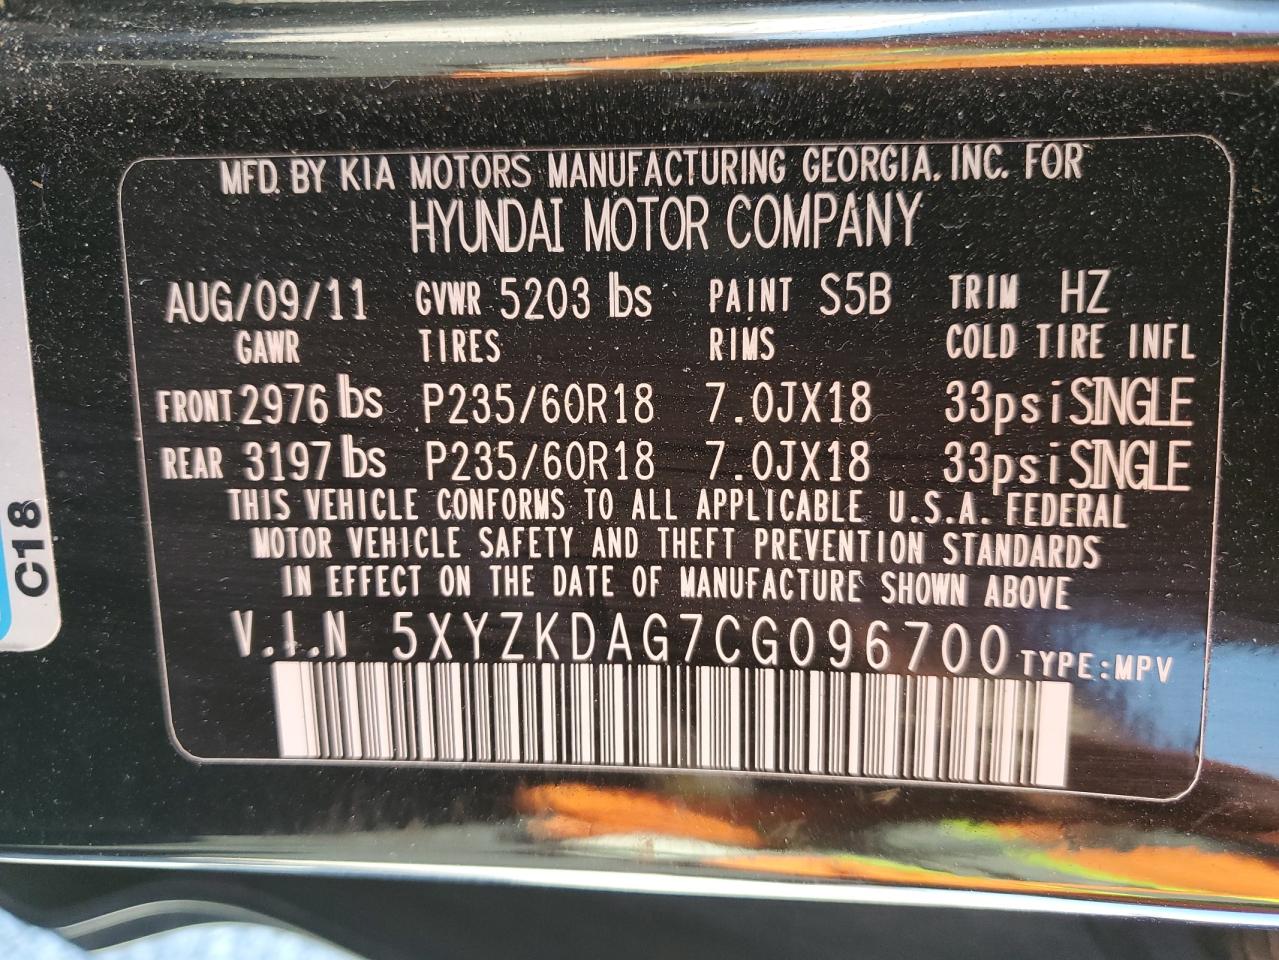 MFD. BY KIA MOTORS MANUFACTURING GEORGIA, INC. FOR
HYUNDAI MOTOR COMPANY
AUG/09/11 GVWR 5203 lbs PAINT S5B TRIM HZ
GAWR TIRES RIMS COLD TIRE INFL
FRONT 2976 lbs P235/60R18 7.0JX18 33psi SINGLE
REAR 3197 lbs P235/60R18 7.0JX18 33psi SINGLE
THIS VEHICLE CONFORMS TO ALL APPLICABLE U.S.A. FEDERAL
MOTOR VEHICLE SAFETY AND THEFT PREVENTION STANDARDS
IN EFFECT ON THE DATE OF MANUFACTURE SHOWN ABOVE
V.I.N 5XYZKDAG7CG096700 TYPE:MPV
C18